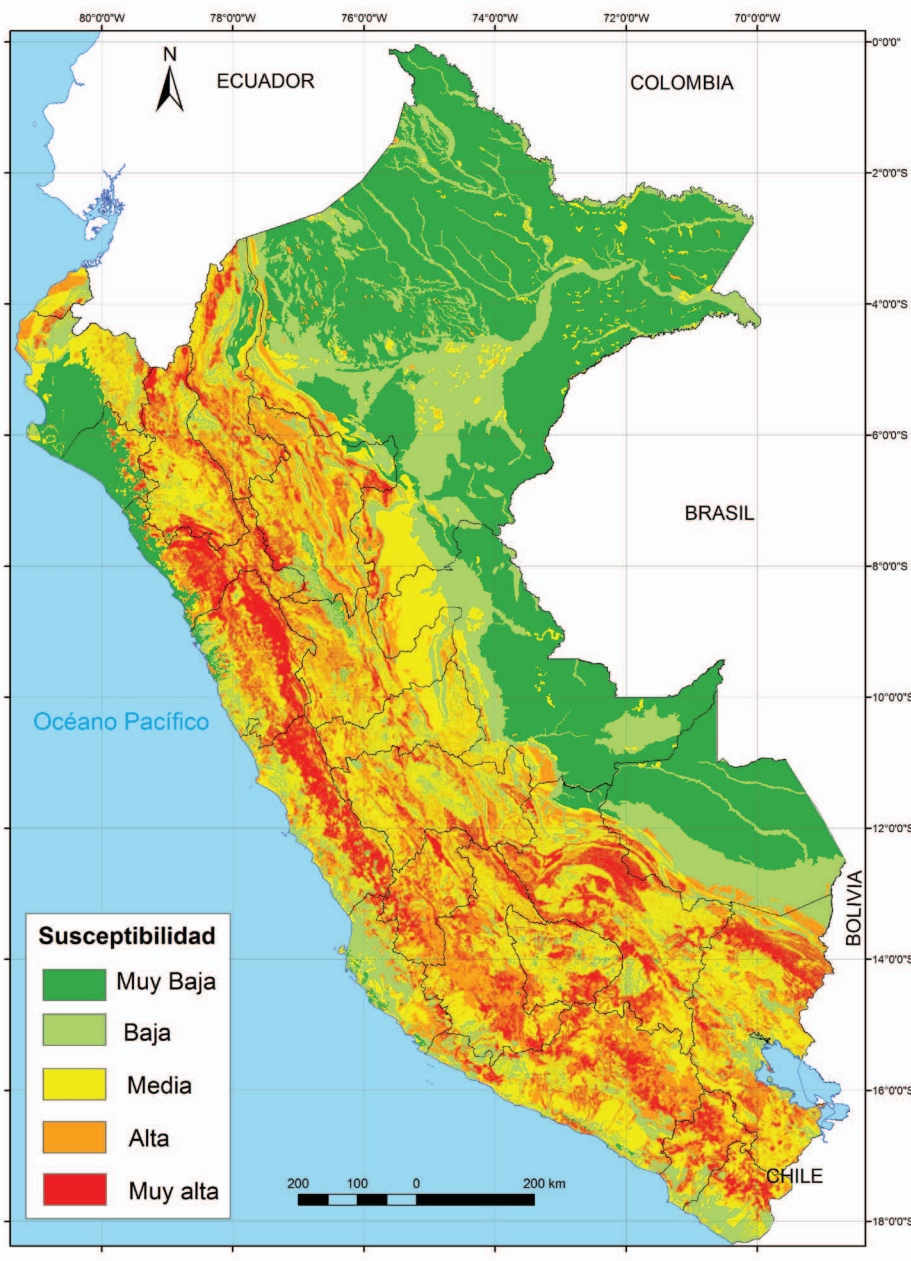 80°0'0"W 78°0'0"W 76°0'0"W 74°0'0"W 72°0'0"W 70°0'0"W
0°0'0"
N
ECUADOR
COLOMBIA
2°0'0"S
4°0'0"S
6°0'0"S
BRASIL
8°0'0"S
10°0'0"S
Océano Pacífico
12°0'0"S
BOLIVIA
Susceptibilidad
Muy Baja
14°0'0"S
Baja
Media
16°0'0"S
Alta
CHILE
Muy alta
200 100 0 200 km
18°0'0"S